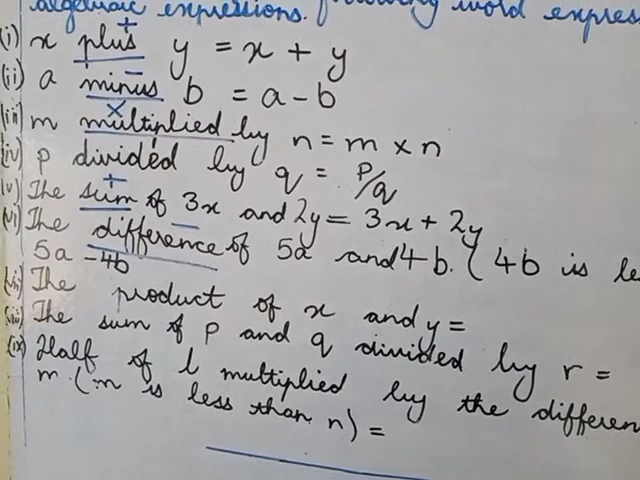 algebraic expressions. following word express
(i) x plus y = x + y
(ii) a minus b = a - b
(iii) m multiplied by n = m × n
(iv) p divided by q = p/q
(v) The sum of 3x and 2y = 3x + 2y
(vi) The difference of 5a and 4b. (4b is le
5a - 4b
(vii) The product of x and y =
(viii) The sum of p and q divided by r =
(ix) Half of l multiplied by the differen
m. (m is less than n) =